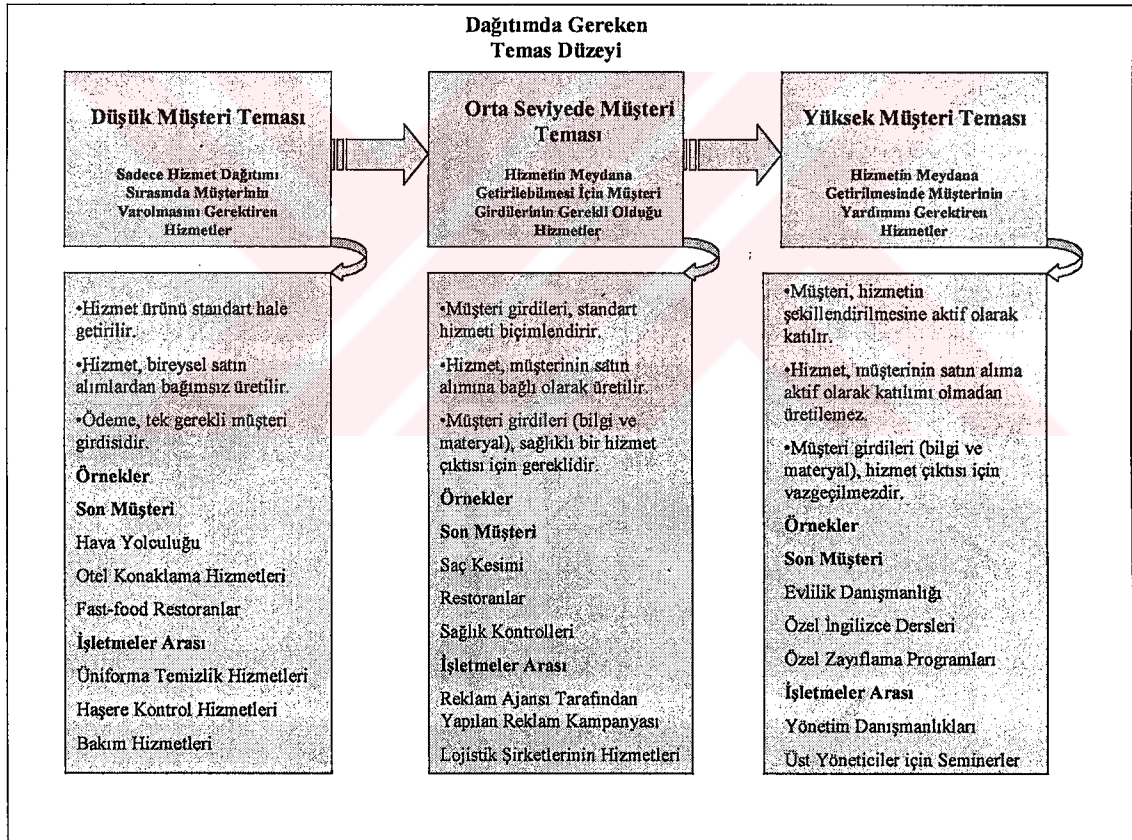 Dağıtımda Gereken
Temas Düzeyi
Düşük Müşteri Teması
Sadece Hizmet Dağıtımı
Sırasında Müşterinin
Varolmasını Gerektiren
Hizmetler
Orta Seviyede Müşteri
Teması
Hizmetin Meydana
Getirilebilmesi İçin Müşteri
Girdilerinin Gerekli Olduğu
Hizmetler
Yüksek Müşteri Teması
Hizmetin Meydana
Getirilmesinde Müşterinin
Yardımını Gerektiren
Hizmetler
•Hizmet ürünü standart hale
getirilir.
•Hizmet, bireysel satın
alımlardan bağımsız üretilir.
•Ödeme, tek gerekli müşteri
girdisidir.
Örnekler
Son Müşteri
Hava Yolculuğu
Otel Konaklama Hizmetleri
Fast-food Restoranlar
İşletmeler Arası
Üniforma Temizlik Hizmetleri
Haşere Kontrol Hizmetleri
Bakım Hizmetleri
•Müşteri girdileri, standart
hizmeti biçimlendirir.
•Hizmet, müşterinin satın
alımına bağlı olarak üretilir.
•Müşteri girdileri (bilgi ve
materyal), sağlıklı bir hizmet
çıktısı için gereklidir.
Örnekler
Son Müşteri
Saç Kesimi
Restoranlar
Sağlık Kontrolleri
İşletmeler Arası
Reklam Ajansı Tarafından
Yapılan Reklam Kampanyası
Lojistik Şirketlerinin Hizmetleri
•Müşteri, hizmetin
şekillendirilmesine aktif olarak
katılır.
•Hizmet, müşterinin satın alıma
aktif olarak katılımı olmadan
üretilemez.
•Müşteri girdileri (bilgi ve
materyal), hizmet çıktısı için
vazgeçilmezdir.
Örnekler
Son Müşteri
Evlilik Danışmanlığı
Özel İngilizce Dersleri
Özel Zayıflama Programları
İşletmeler Arası
Yönetim Danışmanlıkları
Üst Yöneticiler için Seminerler